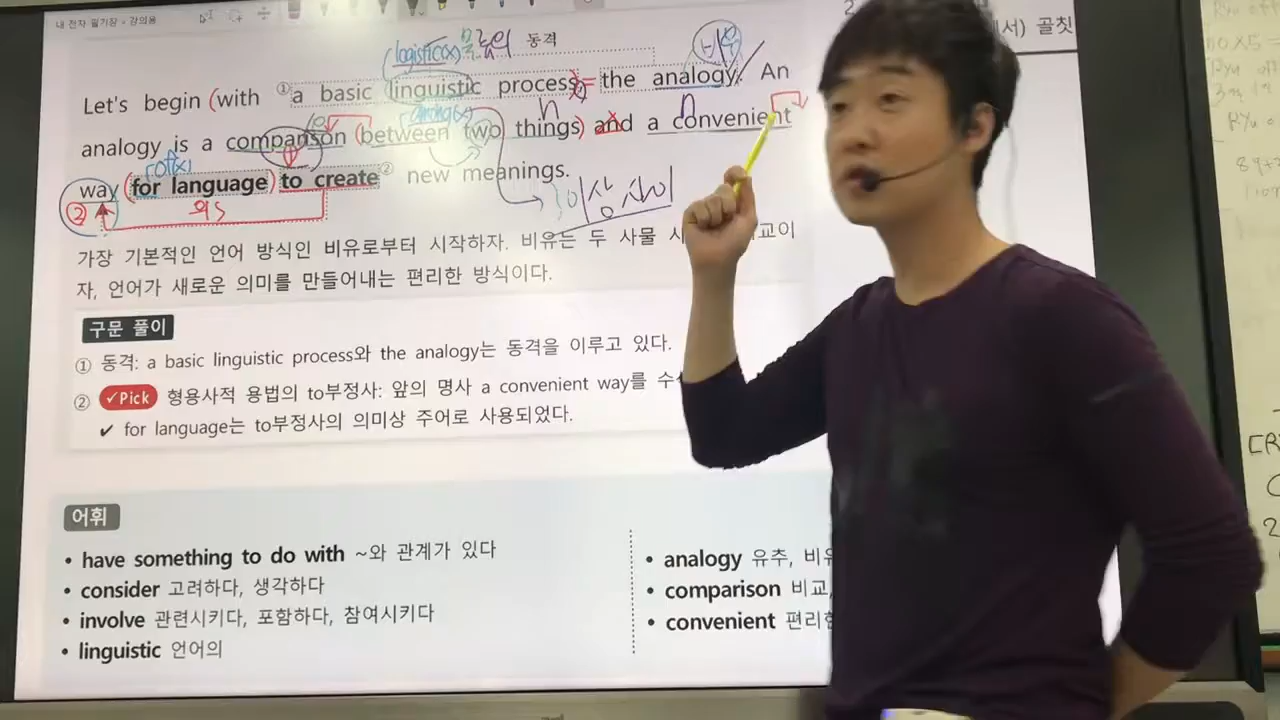 내 전자 필기장 - 강의용
logistic(x) 동격 비유
Let's begin (with ①a basic linguistic process) = the analogy. An
analogy is a comparison (between two things) and a convenient
way (for language) to create② new meanings.
② of(x) 의S
가장 기본적인 언어 방식인 비유로부터 시작하자. 비유는 두 사물
자, 언어가 새로운 의미를 만들어내는 편리한 방식이다.
구문 풀이
① 동격: a basic linguistic process와 the analogy는 동격을 이루고 있다.
② ✓Pick 형용사적 용법의 to부정사: 앞의 명사 a convenient way를
✔ for language는 to부정사의 의미상 주어로 사용되었다.
어휘
• have something to do with ~와 관계가 있다
• consider 고려하다, 생각하다
• involve 관련시키다, 포함하다, 참여시키다
• linguistic 언어의
• analogy 유추, 비유
• comparison 비교,
• convenient 편리한